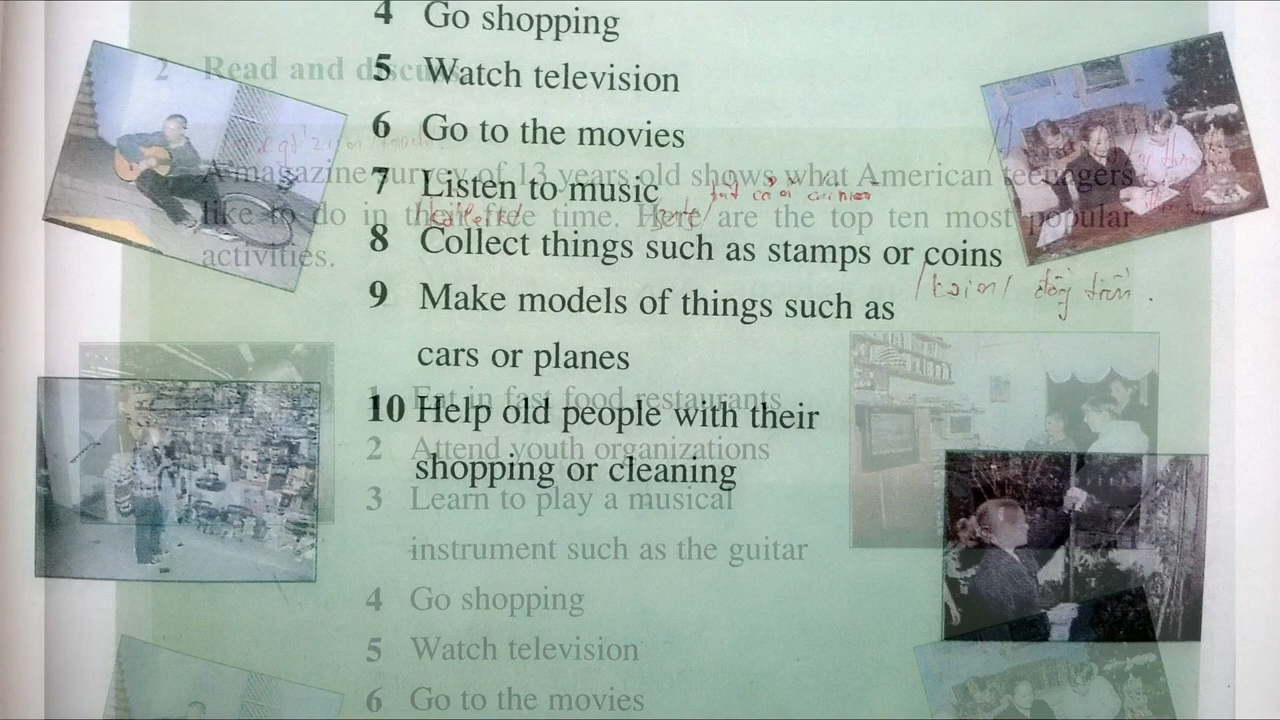 4 Go shopping
2 Read and discuss
5 Watch television
6 Go to the movies
A magazine survey of 13 years old shows what American teenagers
7 Listen to music
like to do in their free time. Here are the top ten most popular
8 Collect things such as stamps or coins
activities.
9 Make models of things such as
cars or planes
1 Eat in fast food restaurants
10 Help old people with their
2 Attend youth organizations
shopping or cleaning
3 Learn to play a musical
instrument such as the guitar
4 Go shopping
5 Watch television
6 Go to the movies